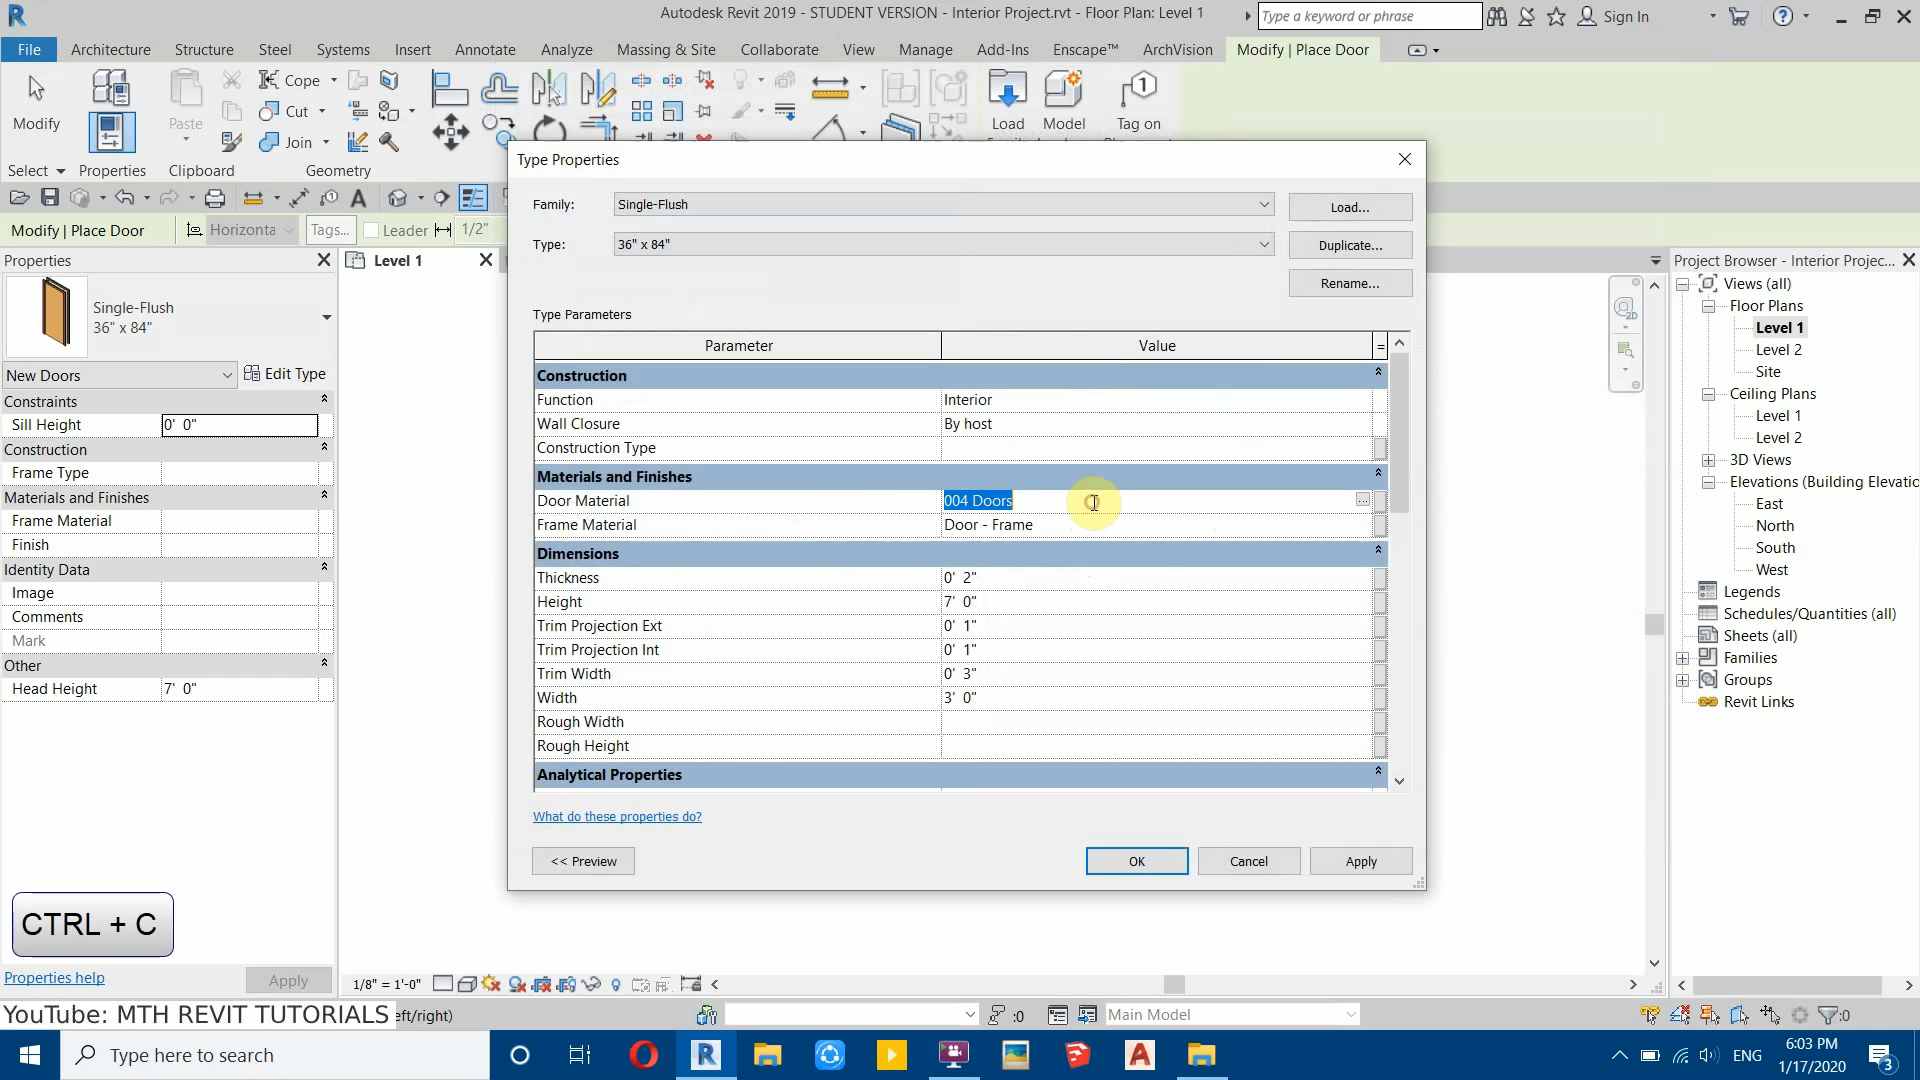 Autodesk Revit 2019 - STUDENT VERSION - Interior Project.rvt - Floor Plan: Level 1
Type a keyword or phrase
Sign In
File
Architecture
Structure
Steel
Systems
Insert
Annotate
Analyze
Massing & Site
Collaborate
View
Manage
Add-Ins
Enscape™
ArchVision
Modify | Place Door
Modify
Paste
Cope
Cut
Join
Load
Model
Tag on
Select
Properties
Clipboard
Geometry
Modify | Place Door
Horizonta
Tags...
Leader
1/2"
Properties
Single-Flush
36" x 84"
New Doors
Edit Type
Constraints
Sill Height 0' 0"
Construction
Frame Type
Materials and Finishes
Frame Material
Finish
Identity Data
Image
Comments
Mark
Other
Head Height 7' 0"
CTRL + C
Properties help
Apply
Level 1
Type Properties
Family: Single-Flush
Load...
Type: 36" x 84"
Duplicate...
Rename...
Type Parameters
Parameter Value =
Construction
Function Interior
Wall Closure By host
Construction Type
Materials and Finishes
Door Material 004 Doors
Frame Material Door - Frame
Dimensions
Thickness 0' 2"
Height 7' 0"
Trim Projection Ext 0' 1"
Trim Projection Int 0' 1"
Trim Width 0' 3"
Width 3' 0"
Rough Width
Rough Height
Analytical Properties
What do these properties do?
<< Preview
OK
Cancel
Apply
Project Browser - Interior Projec...
Views (all)
Floor Plans
Level 1
Level 2
Site
Ceiling Plans
Level 1
Level 2
3D Views
Elevations (Building Elevatio
East
North
South
West
Legends
Schedules/Quantities (all)
Sheets (all)
Families
Groups
Revit Links
1/8" = 1'-0"
YouTube: MTH REVIT TUTORIALS
eft/right)
:0
Main Model
:0
Type here to search
ENG
6:03 PM
1/17/2020
3